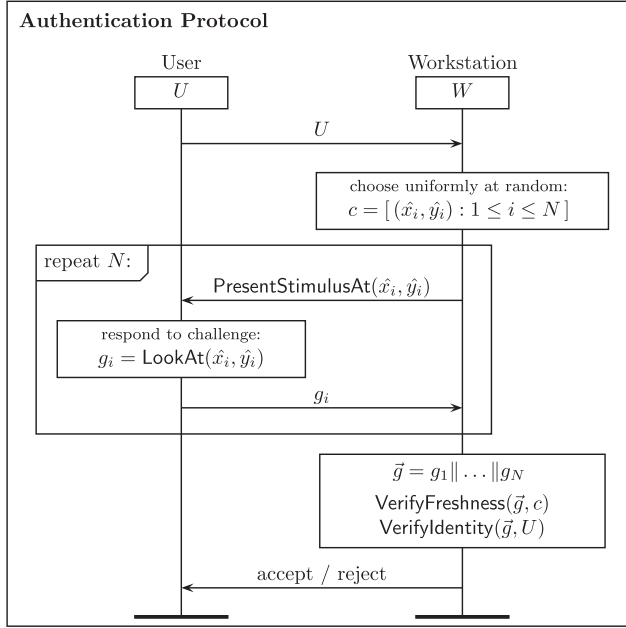 Authentication Protocol
User Workstation
U W
U
choose uniformly at random:
c = [ (x̂ᵢ, ŷᵢ) : 1 ≤ i ≤ N ]
repeat N:
PresentStimulusAt(x̂ᵢ, ŷᵢ)
respond to challenge:
gᵢ = LookAt(x̂ᵢ, ŷᵢ)
gᵢ
g⃗ = g₁∥ … ∥g_N
VerifyFreshness(g⃗, c)
VerifyIdentity(g⃗, U)
accept / reject